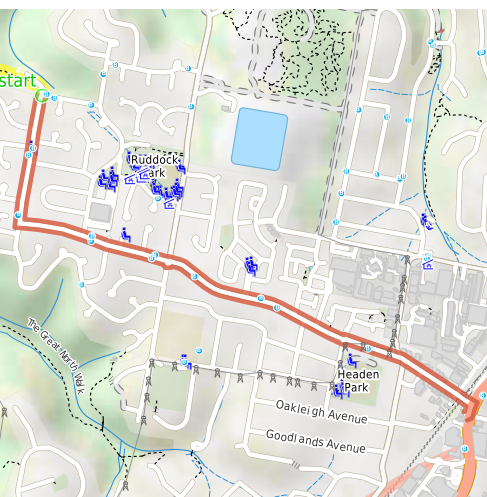 start
Ruddock
Park
The Great North Walk
Headen
Park
Oakleigh Avenue
Goodlands Avenue